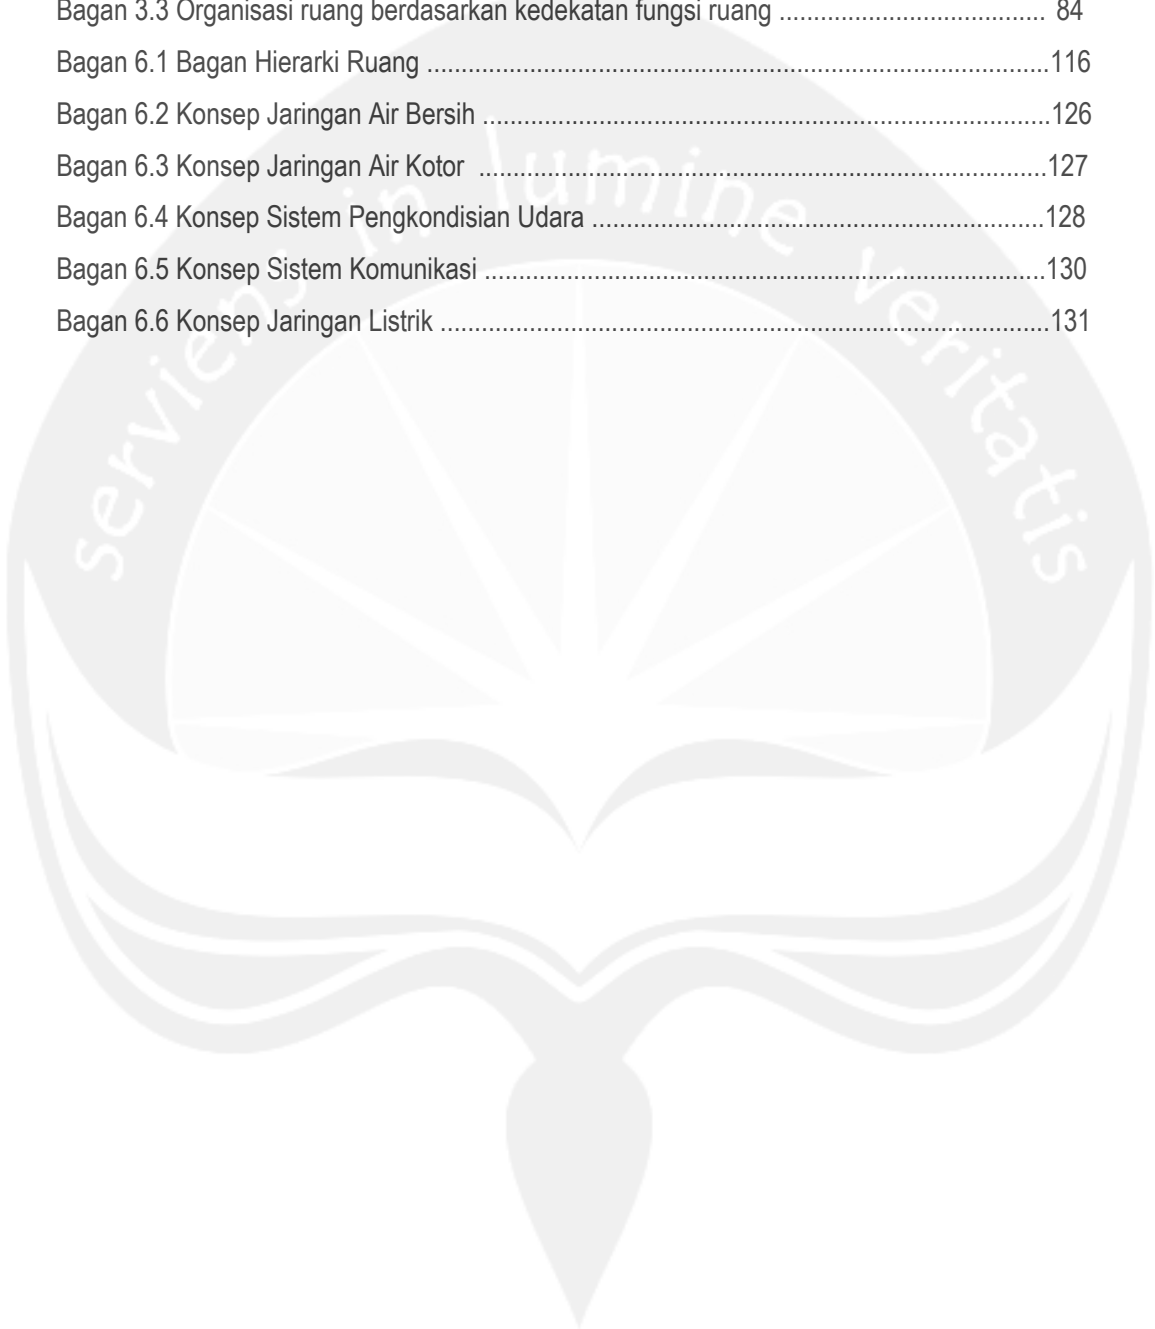 Bagan 3.3 Organisasi ruang berdasarkan kedekatan fungsi ruang ....................................... 84
Bagan 6.1 Bagan Hierarki Ruang ...........................................................................................116
Bagan 6.2 Konsep Jaringan Air Bersih ...................................................................................126
Bagan 6.3 Konsep Jaringan Air Kotor ...................................................................................127
Bagan 6.4 Konsep Sistem Pengkondisian Udara ..................................................................128
Bagan 6.5 Konsep Sistem Komunikasi ..................................................................................130
Bagan 6.6 Konsep Jaringan Listrik .........................................................................................131
serviens in lumine veritatis